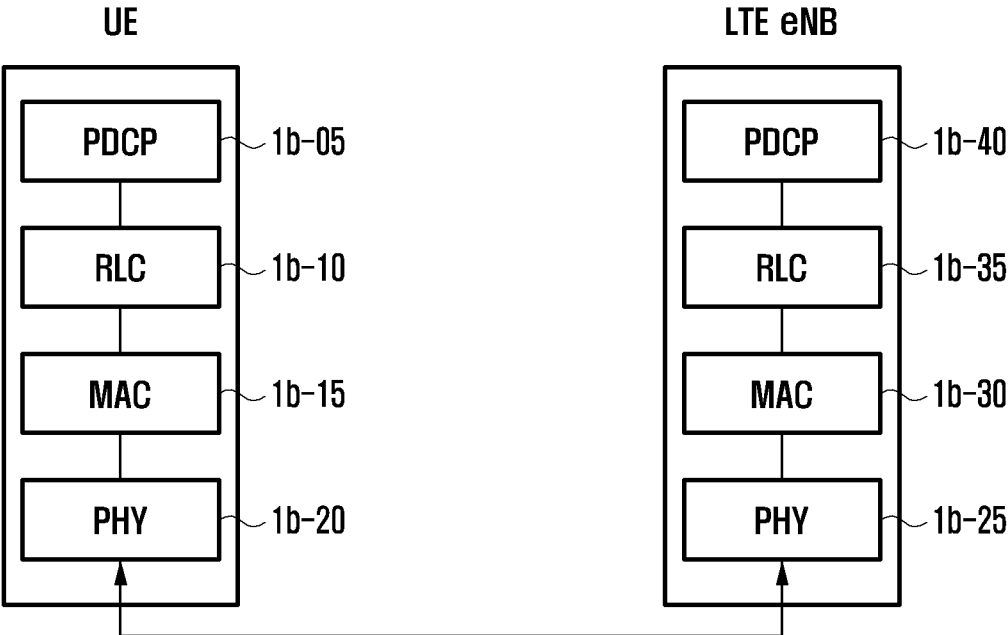 UE
LTE eNB
PDCP
1b-05
PDCP
1b-40
RLC
1b-10
RLC
1b-35
MAC
1b-15
MAC
1b-30
PHY
1b-20
PHY
1b-25